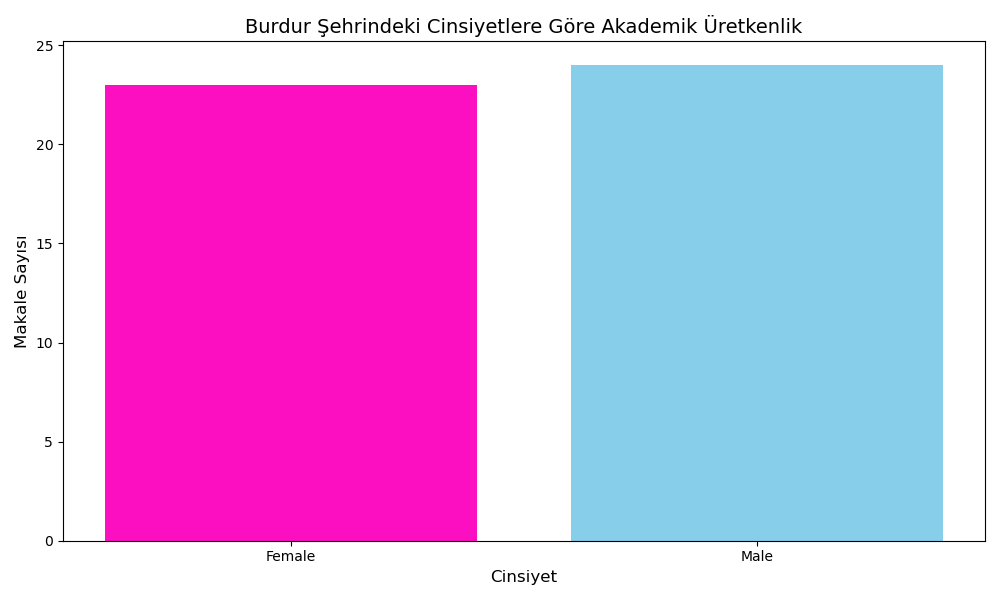 Burdur Şehrindeki Cinsiyetlere Göre Akademik Üretkenlik
25
20
15
10
5
0
Makale Sayısı
Female
Male
Cinsiyet